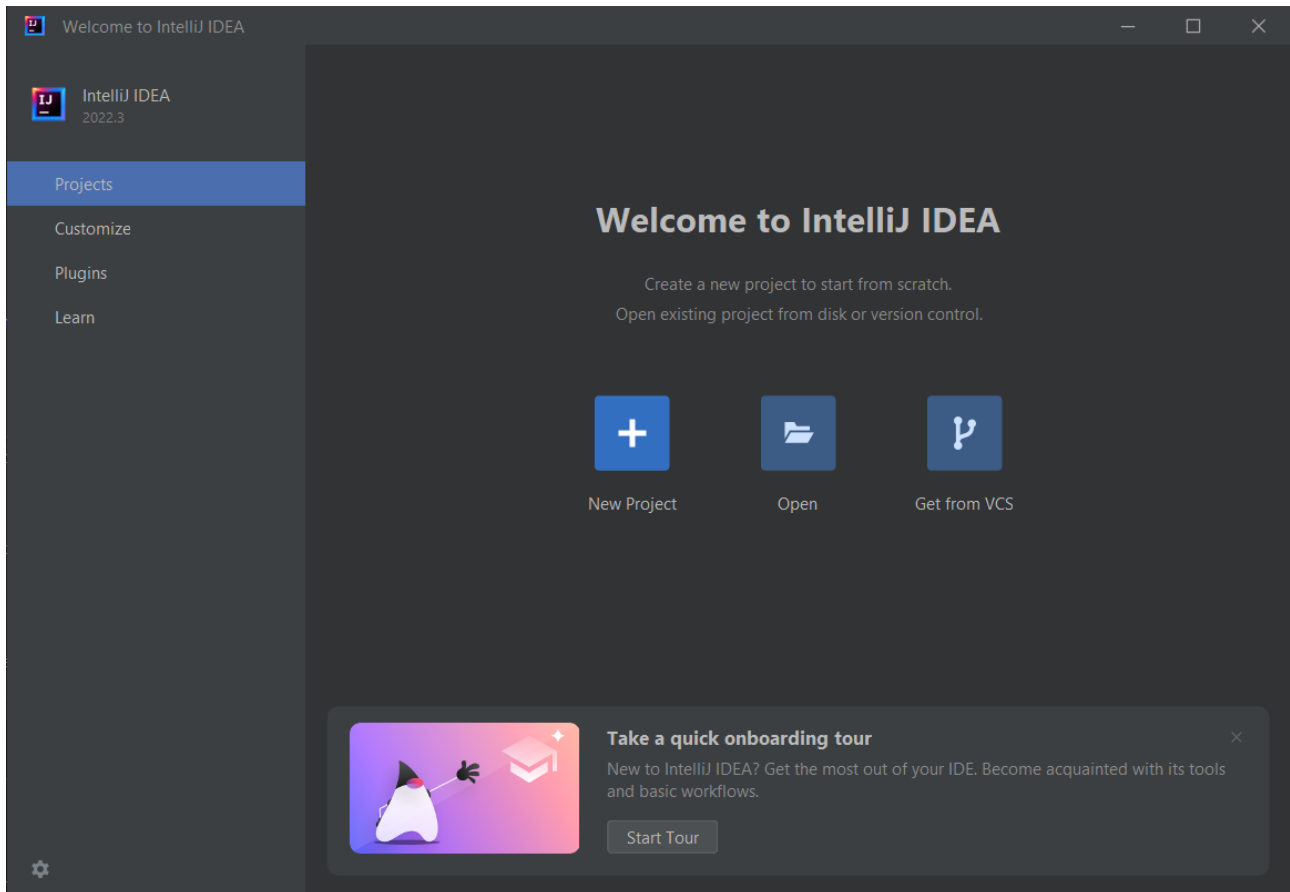 Welcome to IntelliJ IDEA
IJ
IntelliJ IDEA
2022.3
Projects
Customize
Plugins
Learn
Welcome to IntelliJ IDEA
Create a new project to start from scratch.
Open existing project from disk or version control.
New Project
Open
Get from VCS
Take a quick onboarding tour
New to IntelliJ IDEA? Get the most out of your IDE. Become acquainted with its tools
and basic workflows.
Start Tour